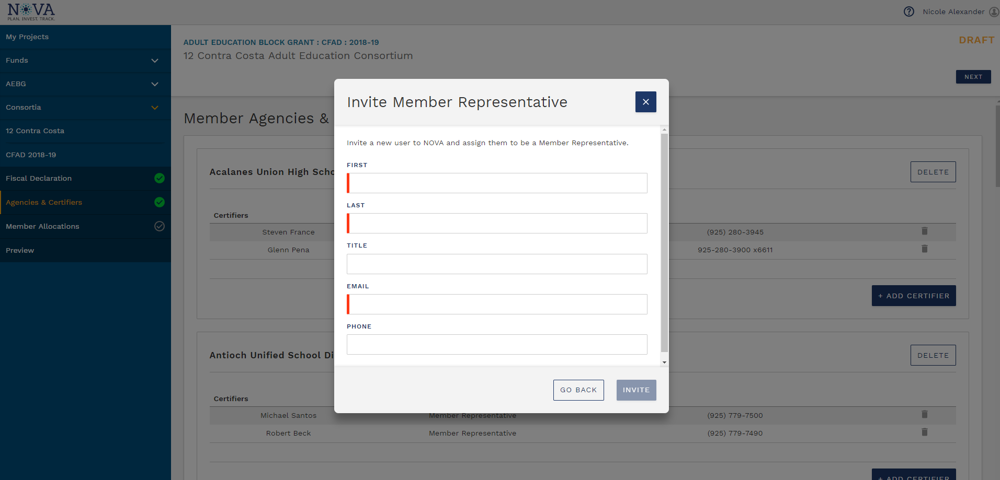 NOVA
PLAN. INVEST. TRACK.
Nicole Alexander
My Projects
Funds
AEBG
Consortia
12 Contra Costa
CFAD 2018-19
Fiscal Declaration
Agencies & Certifiers
Member Allocations
Preview
ADULT EDUCATION BLOCK GRANT : CFAD : 2018-19
12 Contra Costa Adult Education Consortium
DRAFT
NEXT
Member Agencies &
Acalanes Union High Scho
DELETE
Certifiers
Steven France (925) 280-3945
Glenn Pena 925-280-3900 x6611
+ ADD CERTIFIER
Antioch Unified School Di
DELETE
Certifiers
Michael Santos Member Representative (925) 779-7500
Robert Beck Member Representative (925) 779-7490
+ ADD CERTIFIER
Invite Member Representative
Invite a new user to NOVA and assign them to be a Member Representative.
FIRST
LAST
TITLE
EMAIL
PHONE
GO BACK
INVITE